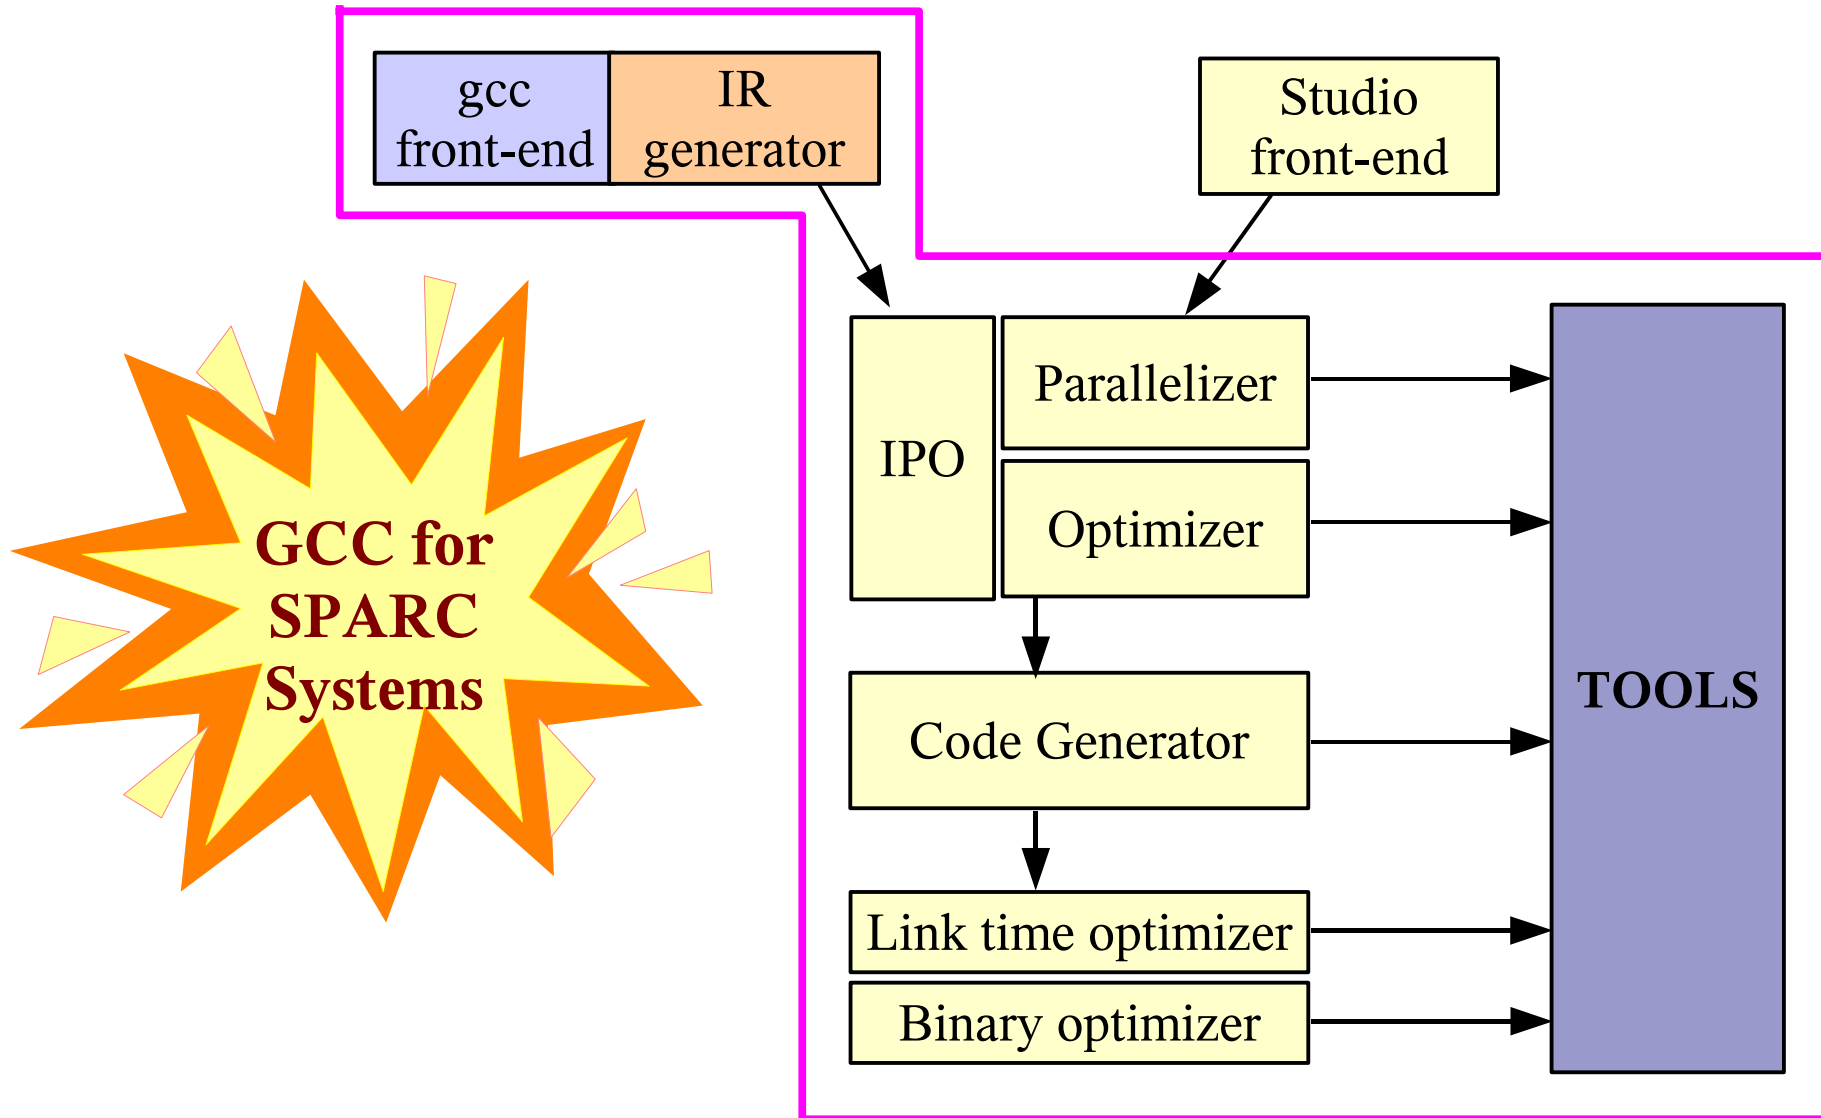 gcc
front-end
IR
generator
Studio
front-end
IPO
Parallelizer
Optimizer
GCC for
SPARC
Systems
Code Generator
TOOLS
Link time optimizer
Binary optimizer